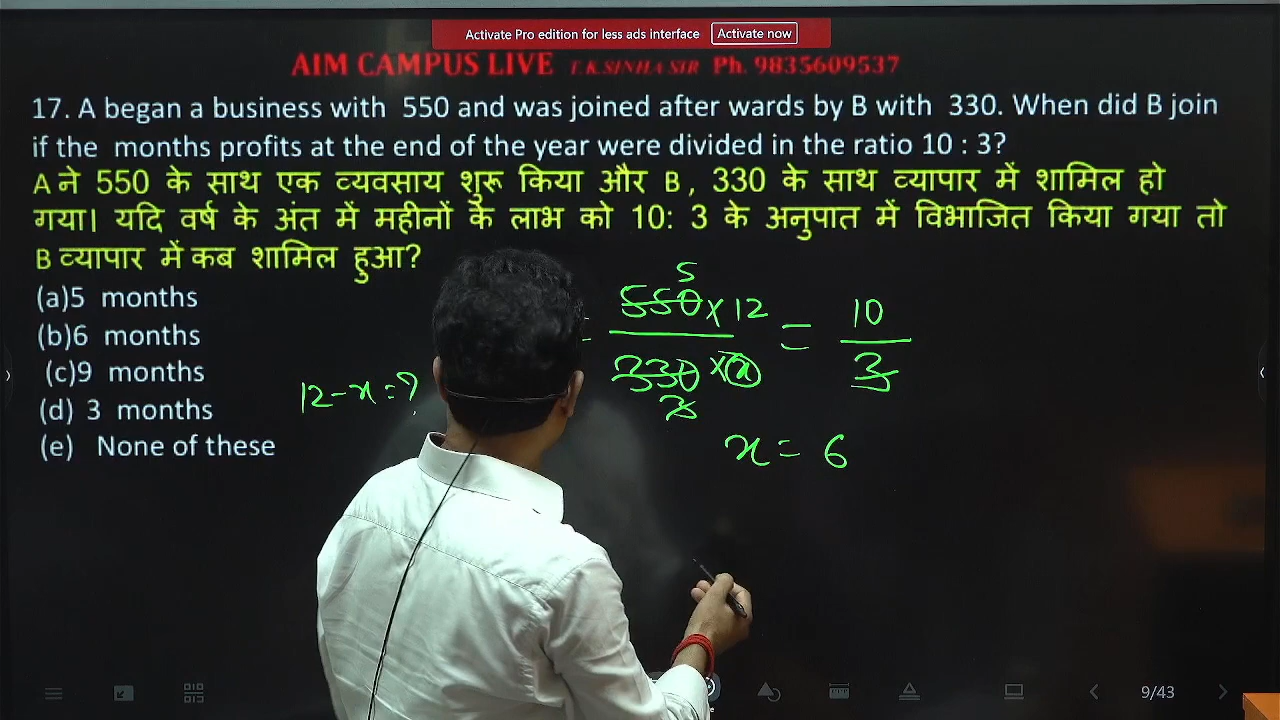 Activate Pro edition for less ads interface Activate now
AIM CAMPUS LIVE T.K.SINHA SIR Ph. 9835609537
17. A began a business with 550 and was joined after wards by B with 330. When did B join
if the months profits at the end of the year were divided in the ratio 10 : 3?
A ने 550 के साथ एक व्यवसाय शुरू किया और B , 330 के साथ व्यापार में शामिल हो
गया। यदि वर्ष के अंत में महीनों के लाभ को 10: 3 के अनुपात में विभाजित किया गया तो
B व्यापार में कब शामिल हुआ?
(a)5 months
(b)6 months
(c)9 months
(d) 3 months
(e) None of these
12-x=?
5
550x12
=
10
330xx
3
3
x = 6
9/43